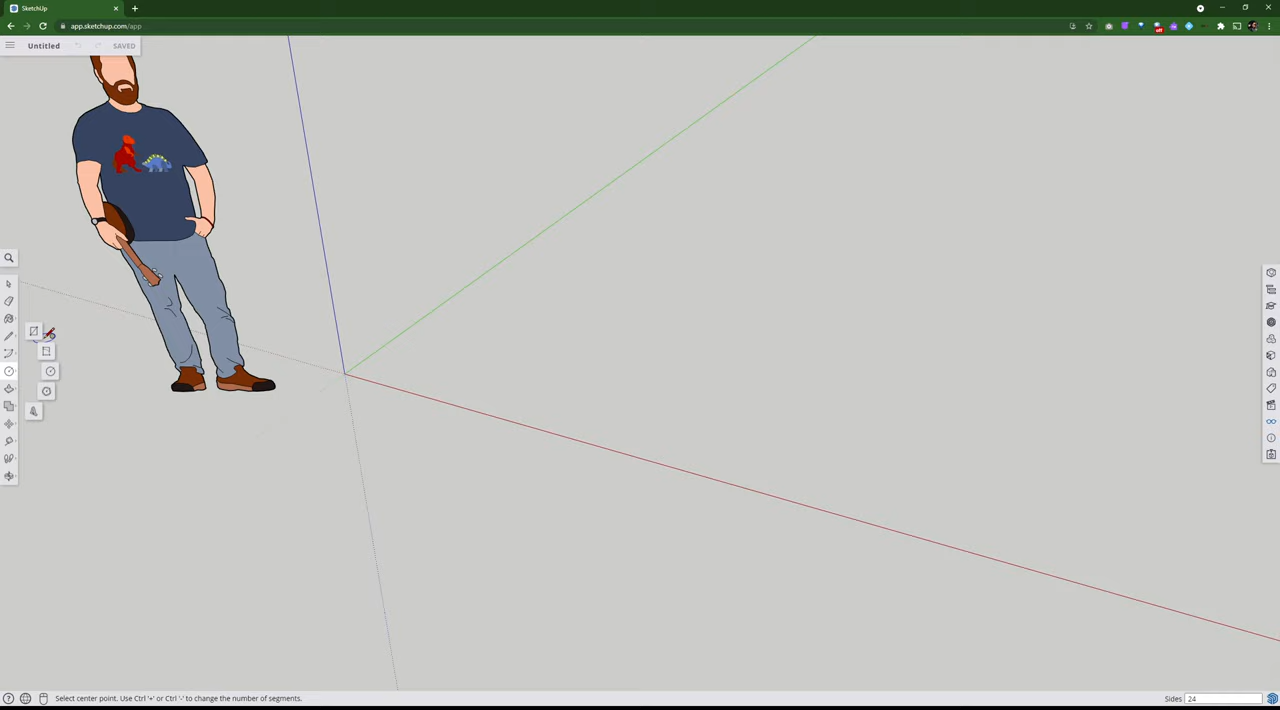 SketchUp
app.sketchup.com/app
off
Untitled
SAVED
Select center point. Use Ctrl '+' or Ctrl '-' to change the number of segments.
Sides
24